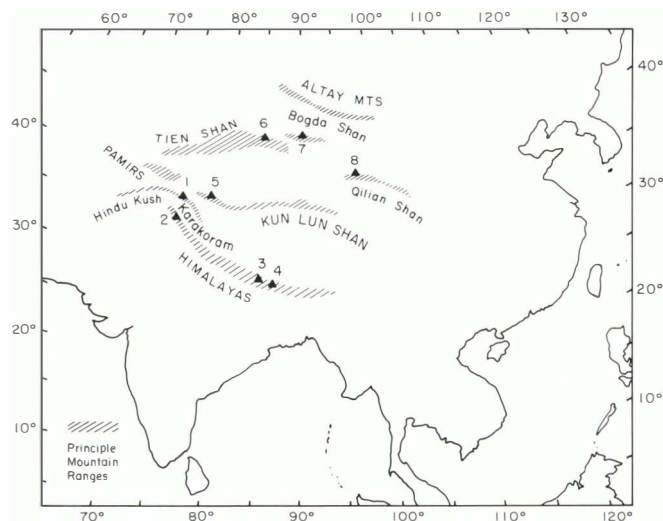 60° 70° 80° 85° 90° 100° 110° 120° 130°
40°
ALTAY MTS
Bogda Shan
40°
TIEN SHAN
6
7
8
PAMIRS
1
5
Qilian Shan
30°
Hindu Kush
30°
2
Karakoram
KUN LUN SHAN
HIMALAYAS
3
4
20°
20°
10°
10°
Principle
Mountain
Ranges
70° 80° 90° 100° 110° 120°